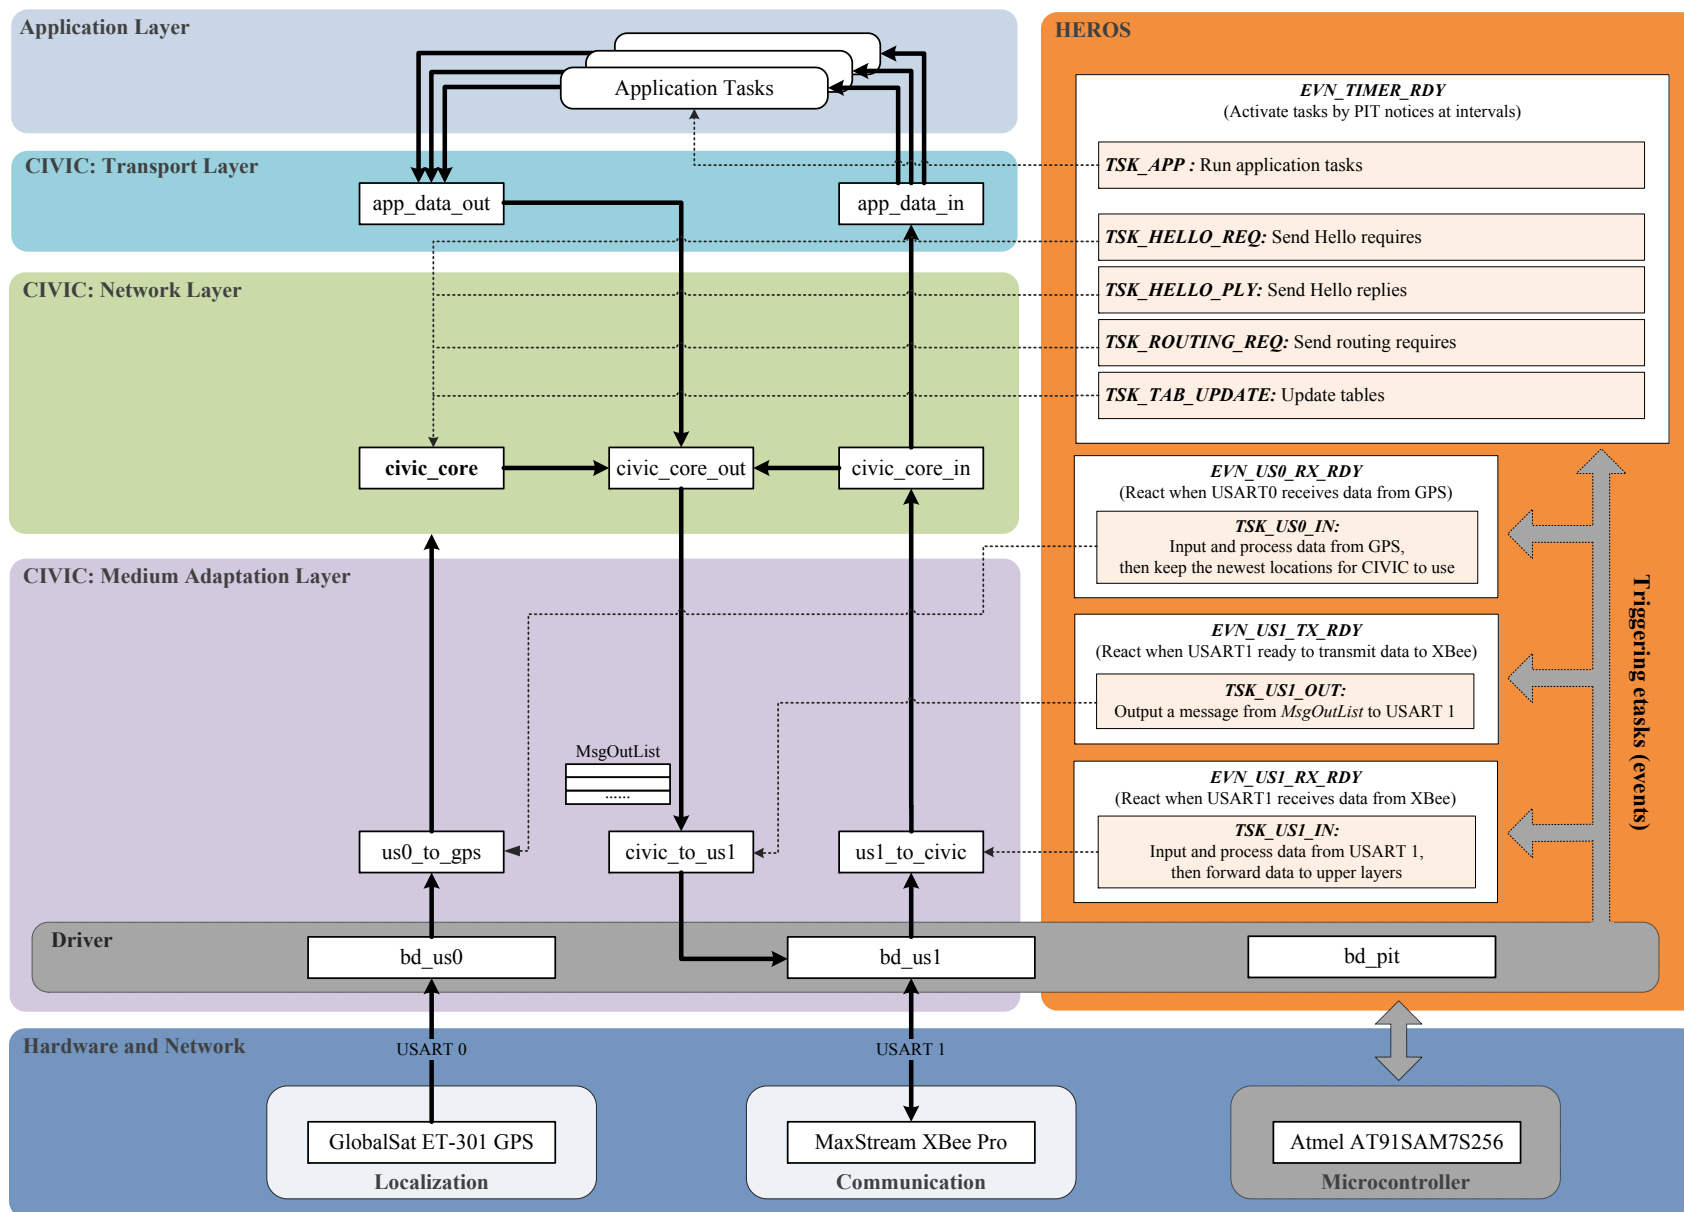 Application Layer
Application Tasks
CIVIC: Transport Layer
app_data_out
app_data_in
CIVIC: Network Layer
civic_core
civic_core_out
civic_core_in
CIVIC: Medium Adaptation Layer
MsgOutList
......
us0_to_gps
civic_to_us1
us1_to_civic
Driver
bd_us0
bd_us1
bd_pit
HEROS
EVN_TIMER_RDY
(Activate tasks by PIT notices at intervals)
TSK_APP : Run application tasks
TSK_HELLO_REQ: Send Hello requires
TSK_HELLO_PLY: Send Hello replies
TSK_ROUTING_REQ: Send routing requires
TSK_TAB_UPDATE: Update tables
EVN_US0_RX_RDY
(React when USART0 receives data from GPS)
TSK_US0_IN:
Input and process data from GPS,
then keep the newest locations for CIVIC to use
EVN_US1_TX_RDY
(React when USART1 ready to transmit data to XBee)
TSK_US1_OUT:
Output a message from MsgOutList to USART 1
EVN_US1_RX_RDY
(React when USART1 receives data from XBee)
TSK_US1_IN:
Input and process data from USART 1,
then forward data to upper layers
Triggering etasks (events)
Hardware and Network
USART 0
USART 1
GlobalSat ET-301 GPS
Localization
MaxStream XBee Pro
Communication
Atmel AT91SAM7S256
Microcontroller